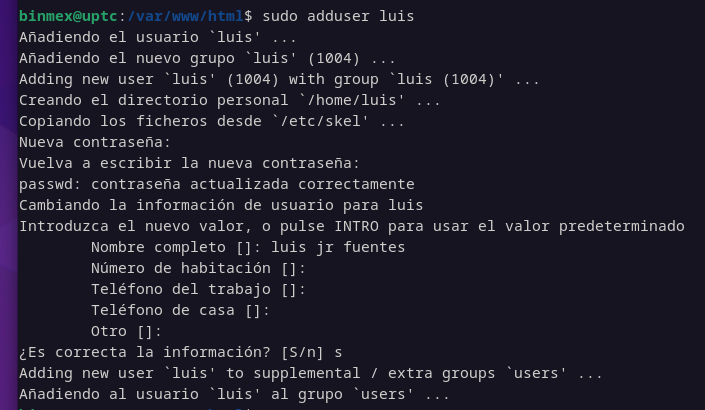 binmex@uptc:/var/www/html$ sudo adduser luis
Añadiendo el usuario `luis' ...
Añadiendo el nuevo grupo `luis' (1004) ...
Adding new user `luis' (1004) with group `luis (1004)' ...
Creando el directorio personal `/home/luis' ...
Copiando los ficheros desde `/etc/skel' ...
Nueva contraseña:
Vuelva a escribir la nueva contraseña:
passwd: contraseña actualizada correctamente
Cambiando la información de usuario para luis
Introduzca el nuevo valor, o pulse INTRO para usar el valor predeterminado
Nombre completo []: luis jr fuentes
Número de habitación []:
Teléfono del trabajo []:
Teléfono de casa []:
Otro []:
¿Es correcta la información? [S/n] s
Adding new user `luis' to supplemental / extra groups `users' ...
Añadiendo al usuario `luis' al grupo `users' ...